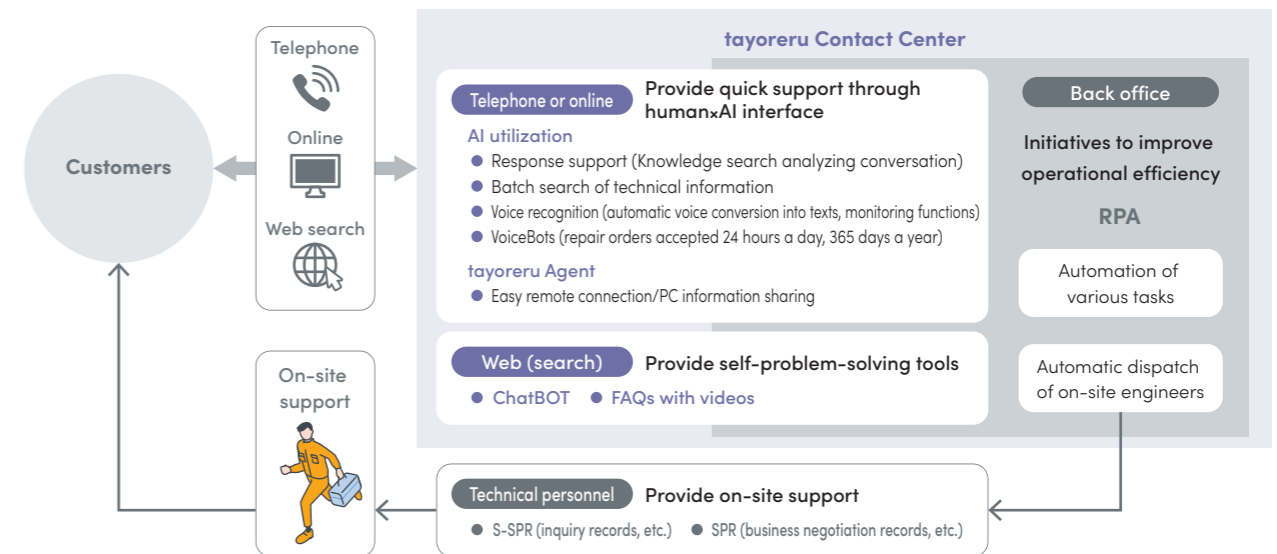 Customers
Telephone
Online
Web search
On-site
support
tayoreru Contact Center
Telephone or online
Provide quick support through
human×AI interface
AI utilization
● Response support (Knowledge search analyzing conversation)
● Batch search of technical information
● Voice recognition (automatic voice conversion into texts, monitoring functions)
● VoiceBots (repair orders accepted 24 hours a day, 365 days a year)
tayoreru Agent
● Easy remote connection/PC information sharing
Web (search)
Provide self-problem-solving tools
● ChatBOT ● FAQs with videos
Back office
Initiatives to improve
operational efficiency
RPA
Automation of
various tasks
Automatic dispatch
of on-site engineers
Technical personnel
Provide on-site support
● S-SPR (inquiry records, etc.) ● SPR (business negotiation records, etc.)